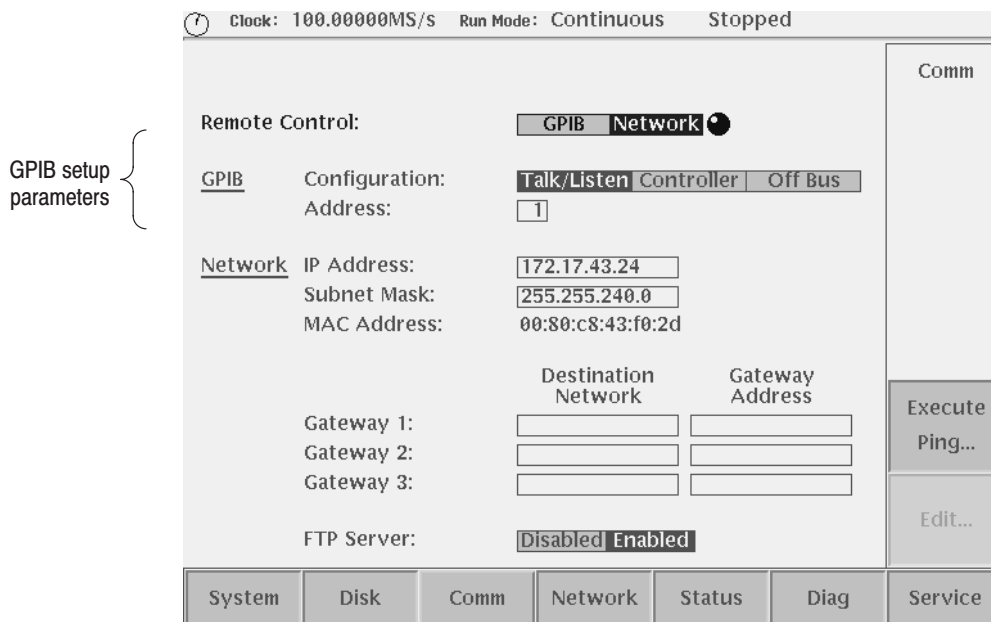 Clock: 100.00000MS/s Run Mode: Continuous Stopped
Comm
Remote Control: GPIB Network
GPIB setup
parameters
GPIB Configuration: Talk/Listen Controller Off Bus
Address: 1
Network IP Address: 172.17.43.24
Subnet Mask: 255.255.240.0
MAC Address: 00:80:c8:43:f0:2d
Destination
Network
Gateway
Address
Gateway 1:
Gateway 2:
Gateway 3:
Execute
Ping...
Edit...
FTP Server: Disabled Enabled
System Disk Comm Network Status Diag Service